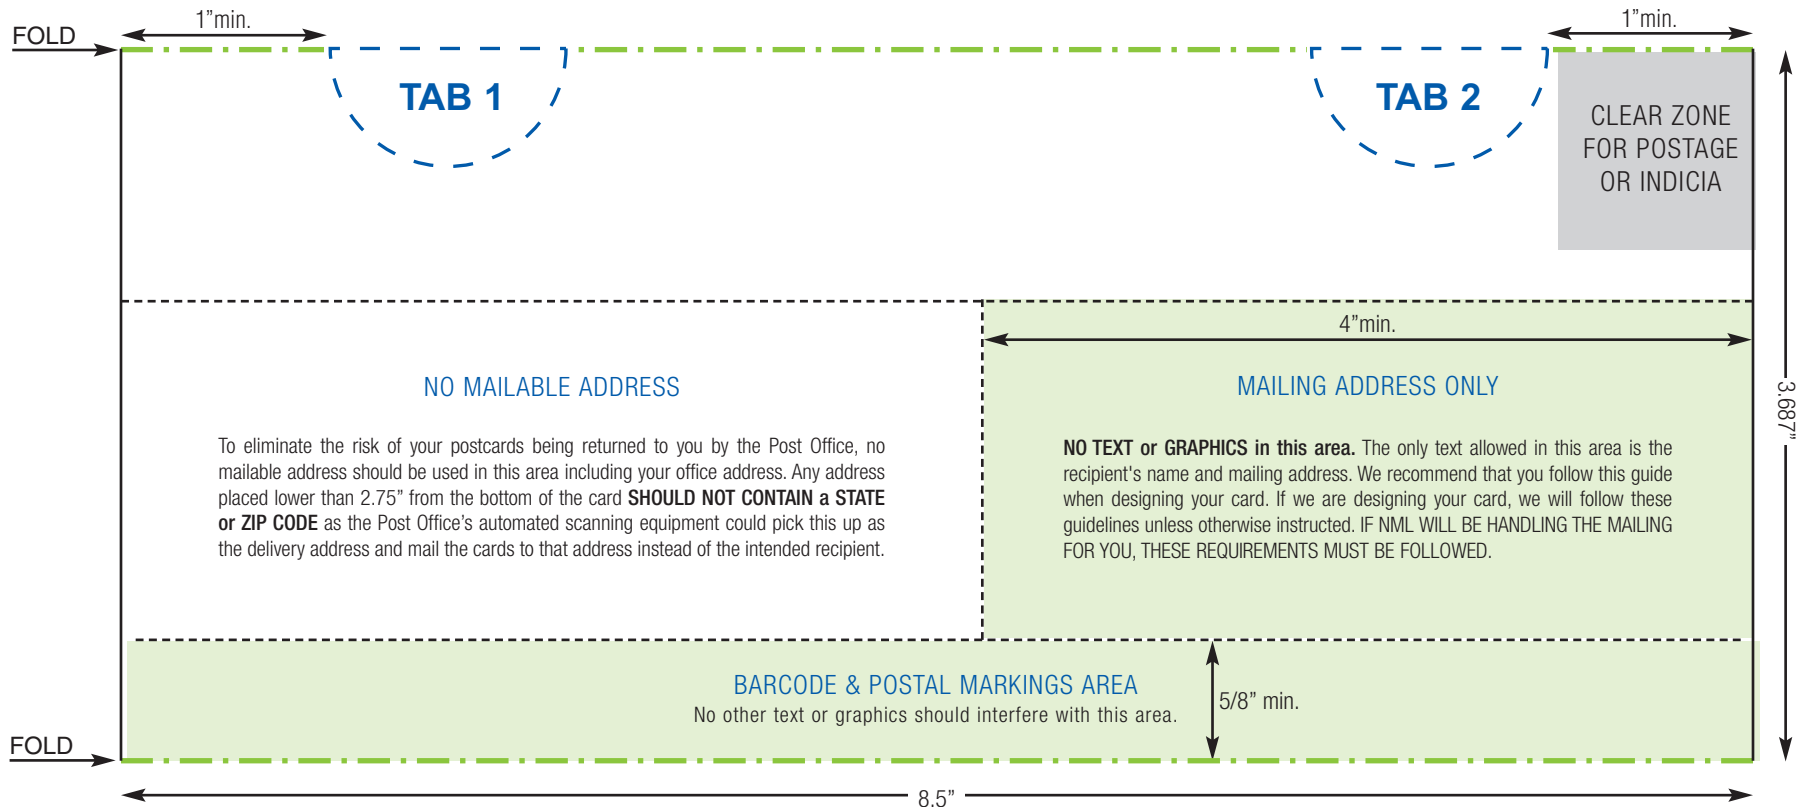 1”min.
1”min.
FOLD
TAB 1
TAB 2
CLEAR ZONE
FOR POSTAGE
OR INDICIA
4”min.
3.687”
NO MAILABLE ADDRESS
To eliminate the risk of your postcards being returned to you by the Post Office, no
mailable address should be used in this area including your office address. Any address
placed lower than 2.75” from the bottom of the card SHOULD NOT CONTAIN a STATE
or ZIP CODE as the Post Office’s automated scanning equipment could pick this up as
the delivery address and mail the cards to that address instead of the intended recipient.
MAILING ADDRESS ONLY
NO TEXT or GRAPHICS in this area. The only text allowed in this area is the
recipient's name and mailing address. We recommend that you follow this guide
when designing your card. If we are designing your card, we will follow these
guidelines unless otherwise instructed. IF NML WILL BE HANDLING THE MAILING
FOR YOU, THESE REQUIREMENTS MUST BE FOLLOWED.
BARCODE & POSTAL MARKINGS AREA
No other text or graphics should interfere with this area.
5/8” min.
FOLD
8.5”